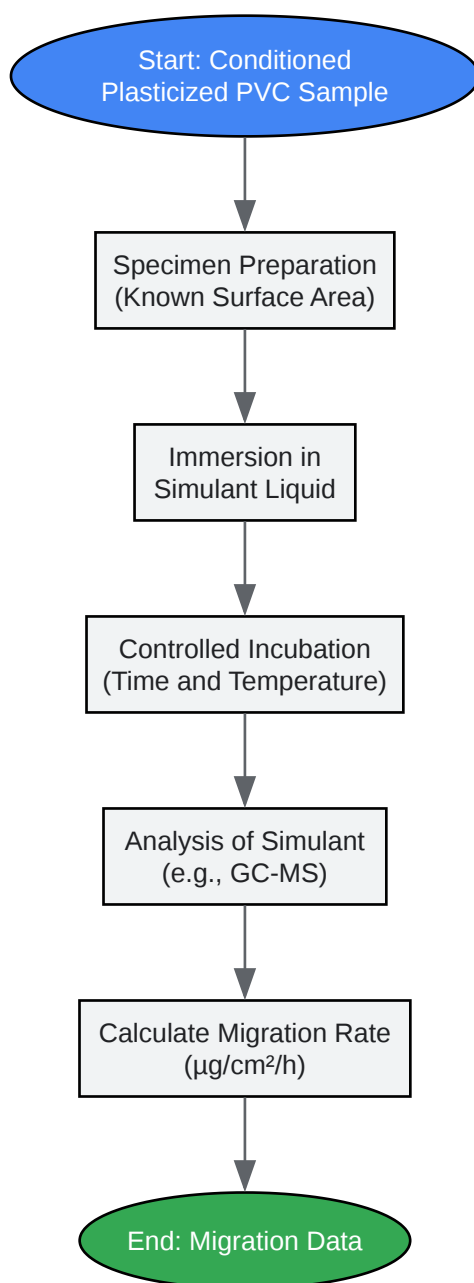 Start: Conditioned
Plasticized PVC Sample
Specimen Preparation
(Known Surface Area)
Immersion in
Simulant Liquid
Controlled Incubation
(Time and Temperature)
Analysis of Simulant
(e.g., GC-MS)
Calculate Migration Rate
(µg/cm²/h)
End: Migration Data